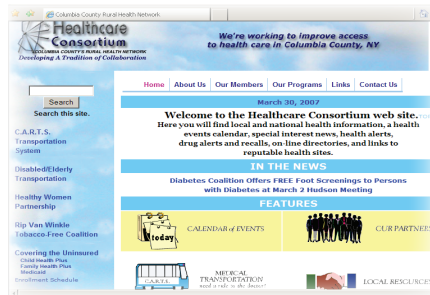 Columbia County Rural Health Network
Healthcare
Consortium
COLUMBIA COUNTY'S RURAL HEALTH NETWORK
Developing A Tradition of Collaboration
We're working to improve access
to health care in Columbia County, NY
Home
About Us
Our Members
Our Programs
Links
Contact Us
Search
Search this site.
C.A.R.T.S.
Transportation
System
Disabled/Elderly
Transportation
Healthy Women
Partnership
Rip Van Winkle
Tobacco-Free Coalition
Covering the Uninsured
Child Health Plus
Family Health Plus
Medicaid
Enrollment Schedule
March 30, 2007
Welcome to the Healthcare Consortium web site.
Here you will find local and national health information, a health
events calendar, special interest news, health alerts,
drug alerts and recalls, on-line directories, and links to
reputable health sites.
IN THE NEWS
Diabetes Coalition Offers FREE Foot Screenings to Persons
with Diabetes at March 2 Hudson Meeting
FEATURES
today
CALENDAR of EVENTS
OUR PARTNER
C.A.R.T.S.
MEDICAL
TRANSPORTATION
need a ride to the doctor?
LOCAL RESOURCES